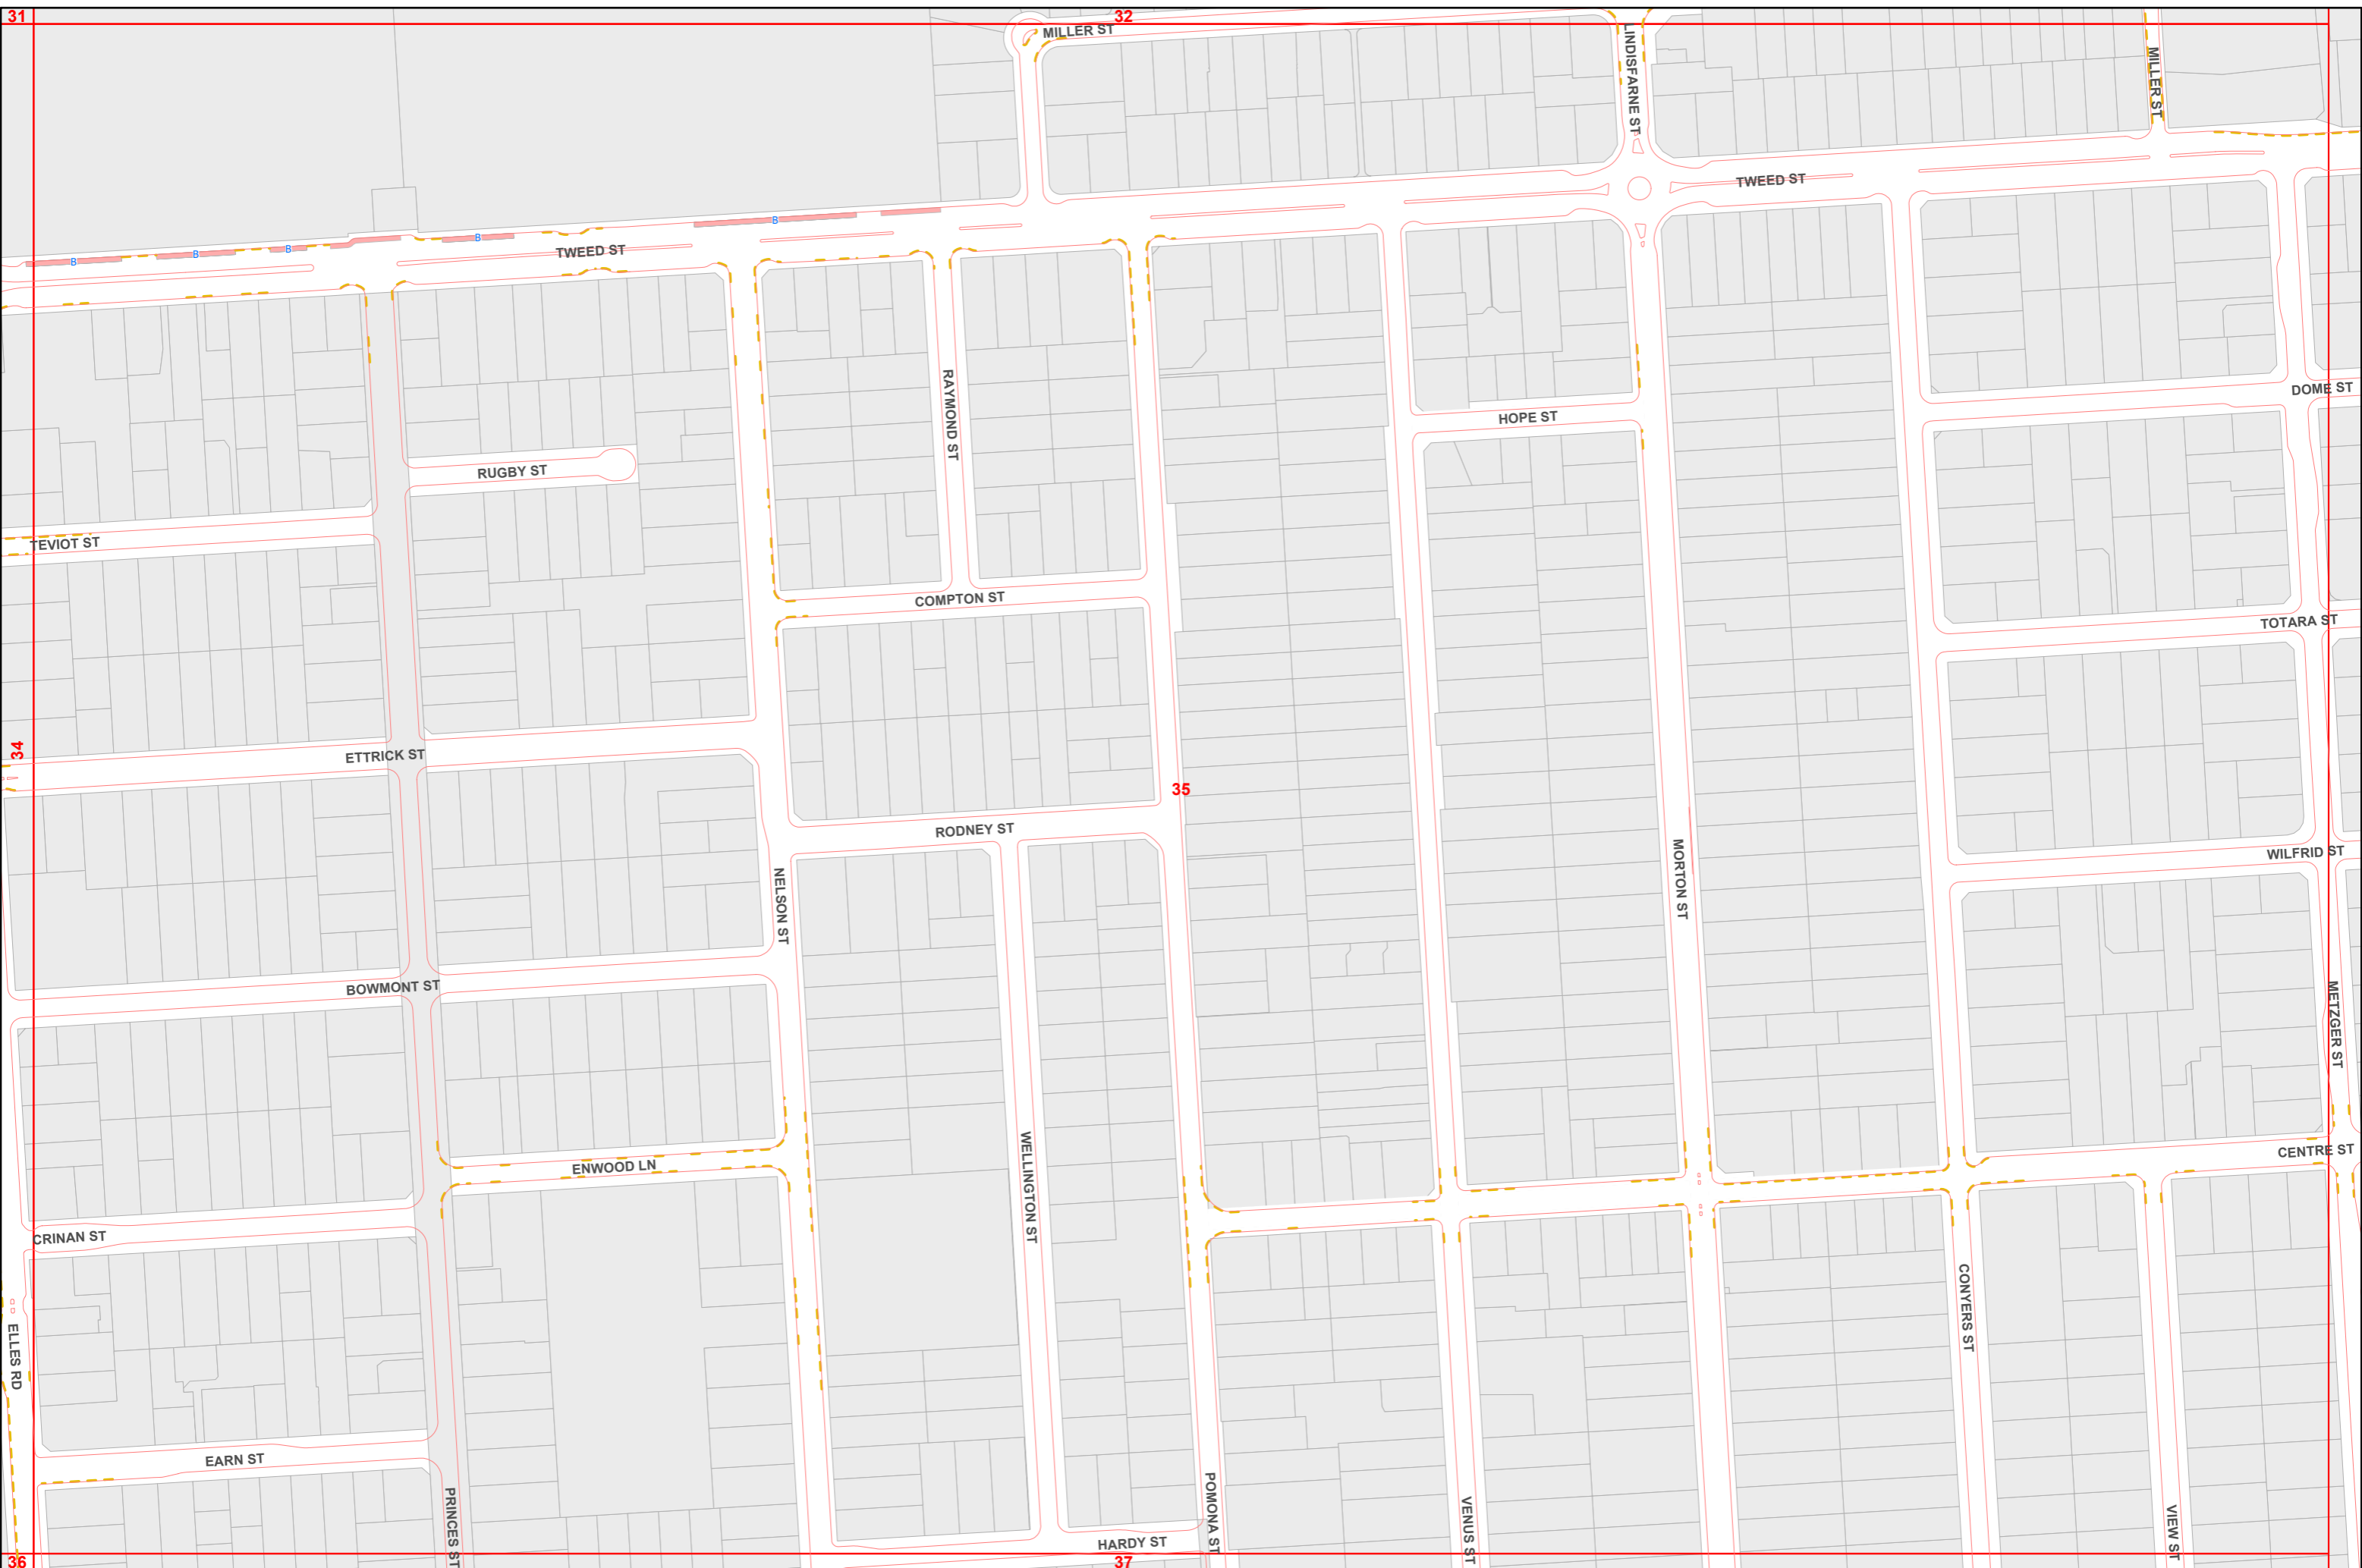 31
32
MILLER ST
LINDISFARNE ST
MILLER ST
TWEED ST
B
B
B
B
B
TWEED ST
RAYMOND ST
DOME ST
HOPE ST
RUGBY ST
TEVIOT ST
COMPTON ST
TOTARA ST
34
ETTRICK ST
35
RODNEY ST
WILFRID ST
NELSON ST
MORTON ST
BOWMONT ST
METZGER ST
ENWOOD LN
WELLINGTON ST
CENTRE ST
CRINAN ST
CONYERS ST
ELLES RD
EARN ST
PRINCES ST
POMONA ST
VENUS ST
VIEW ST
HARDY ST
36
37